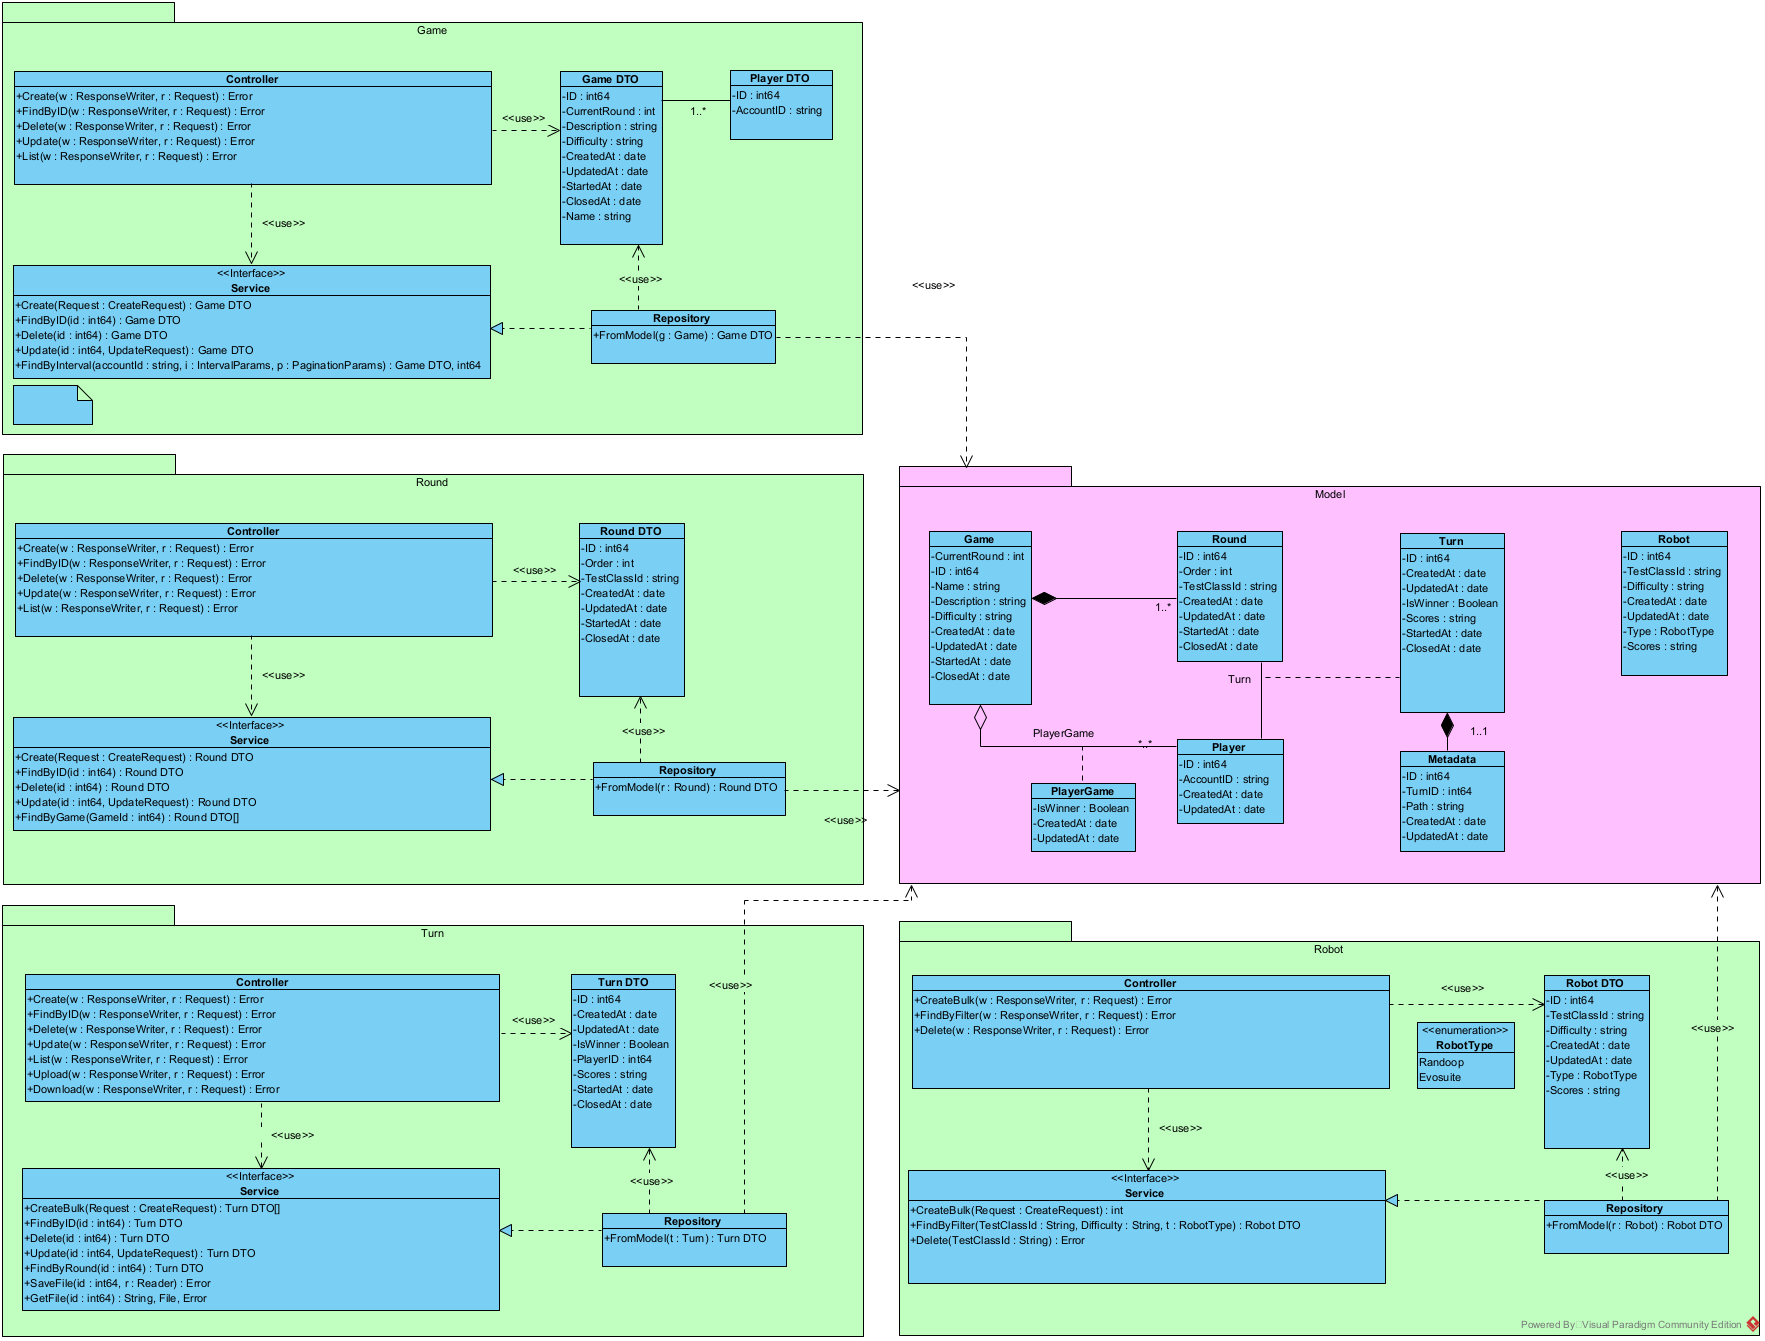 Game
Controller
+Create(w : ResponseWriter, r : Request) : Error
+FindByID(w : ResponseWriter, r : Request) : Error
+Delete(w : ResponseWriter, r : Request) : Error
+Update(w : ResponseWriter, r : Request) : Error
+List(w : ResponseWriter, r : Request) : Error
<<use>>
Game DTO
-ID : int64
-CurrentRound : int
-Description : string
-Difficulty : string
-CreatedAt : date
-UpdatedAt : date
-StartedAt : date
-ClosedAt : date
-Name : string
1..*
Player DTO
-ID : int64
-AccountID : string
<<use>>
<<use>>
<<Interface>>
Service
+Create(Request : CreateRequest) : Game DTO
+FindByID(id : int64) : Game DTO
+Delete(id : int64) : Game DTO
+Update(id : int64, UpdateRequest) : Game DTO
+FindByInterval(accountId : string, i : IntervalParams, p : PaginationParams) : Game DTO, int64
Repository
+FromModel(g : Game) : Game DTO
<<use>>
Round
Controller
+Create(w : ResponseWriter, r : Request) : Error
+FindByID(w : ResponseWriter, r : Request) : Error
+Delete(w : ResponseWriter, r : Request) : Error
+Update(w : ResponseWriter, r : Request) : Error
+List(w : ResponseWriter, r : Request) : Error
<<use>>
Round DTO
-ID : int64
-Order : int
-TestClassId : string
-CreatedAt : date
-UpdatedAt : date
-StartedAt : date
-ClosedAt : date
<<use>>
<<use>>
<<Interface>>
Service
+Create(Request : CreateRequest) : Round DTO
+FindByID(id : int64) : Round DTO
+Delete(id : int64) : Round DTO
+Update(id : int64, UpdateRequest) : Round DTO
+FindByGame(GameId : int64) : Round DTO[]
Repository
+FromModel(r : Round) : Round DTO
<<use>>
Model
Game
-CurrentRound : int
-ID : int64
-Name : string
-Description : string
-Difficulty : string
-CreatedAt : date
-UpdatedAt : date
-StartedAt : date
-ClosedAt : date
1..*
Round
-ID : int64
-Order : int
-TestClassId : string
-CreatedAt : date
-UpdatedAt : date
-StartedAt : date
-ClosedAt : date
Turn
Turn
-ID : int64
-CreatedAt : date
-UpdatedAt : date
-IsWinner : Boolean
-Scores : string
-StartedAt : date
-ClosedAt : date
Robot
-ID : int64
-TestClassId : string
-Difficulty : string
-CreatedAt : date
-UpdatedAt : date
-Type : RobotType
-Scores : string
PlayerGame
*..*
1..1
PlayerGame
-IsWinner : Boolean
-CreatedAt : date
-UpdatedAt : date
Player
-ID : int64
-AccountID : string
-CreatedAt : date
-UpdatedAt : date
Metadata
-ID : int64
-TurnID : int64
-Path : string
-CreatedAt : date
-UpdatedAt : date
Turn
Controller
+Create(w : ResponseWriter, r : Request) : Error
+FindByID(w : ResponseWriter, r : Request) : Error
+Delete(w : ResponseWriter, r : Request) : Error
+Update(w : ResponseWriter, r : Request) : Error
+List(w : ResponseWriter, r : Request) : Error
+Upload(w : ResponseWriter, r : Request) : Error
+Download(w : ResponseWriter, r : Request) : Error
<<use>>
Turn DTO
-ID : int64
-CreatedAt : date
-UpdatedAt : date
-IsWinner : Boolean
-PlayerID : int64
-Scores : string
-StartedAt : date
-ClosedAt : date
<<use>>
<<use>>
<<use>>
<<Interface>>
Service
+CreateBulk(Request : CreateRequest) : Turn DTO[]
+FindByID(id : int64) : Turn DTO
+Delete(id : int64) : Turn DTO
+Update(id : int64, UpdateRequest) : Turn DTO
+FindByRound(id : int64) : Turn DTO
+SaveFile(id : int64, r : Reader) : Error
+GetFile(id : int64) : String, File, Error
Repository
+FromModel(t : Turn) : Turn DTO
Robot
Controller
+CreateBulk(w : ResponseWriter, r : Request) : Error
+FindByFilter(w : ResponseWriter, r : Request) : Error
+Delete(w : ResponseWriter, r : Request) : Error
<<use>>
<<enumeration>>
RobotType
Randoop
Evosuite
Robot DTO
-ID : int64
-TestClassId : string
-Difficulty : string
-CreatedAt : date
-UpdatedAt : date
-Type : RobotType
-Scores : string
<<use>>
<<use>>
<<use>>
<<Interface>>
Service
+CreateBulk(Request : CreateRequest) : int
+FindByFilter(TestClassId : String, Difficulty : String, t : RobotType) : Robot DTO
+Delete(TestClassId : String) : Error
Repository
+FromModel(r : Robot) : Robot DTO
Powered By Visual Paradigm Community Edition